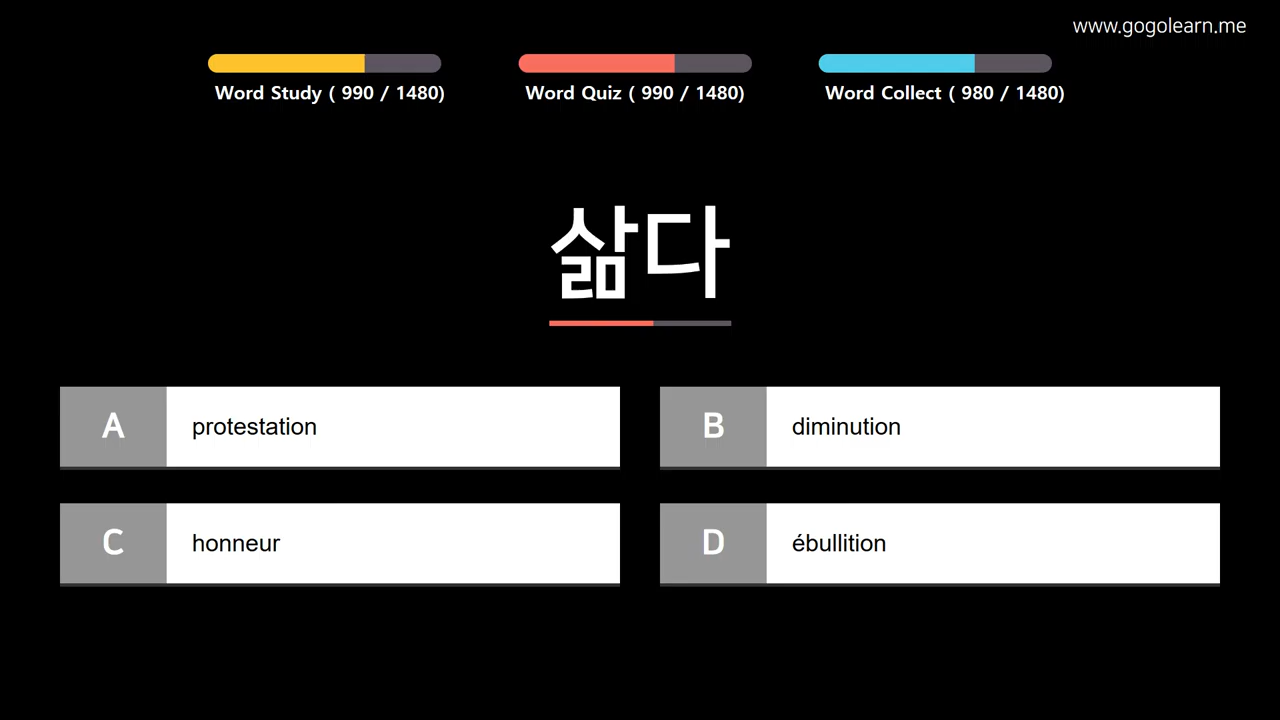 www.gogolearn.me
Word Study ( 990 / 1480)
Word Quiz ( 990 / 1480)
Word Collect ( 980 / 1480)
삶다
A
protestation
B
diminution
C
honneur
D
ébullition